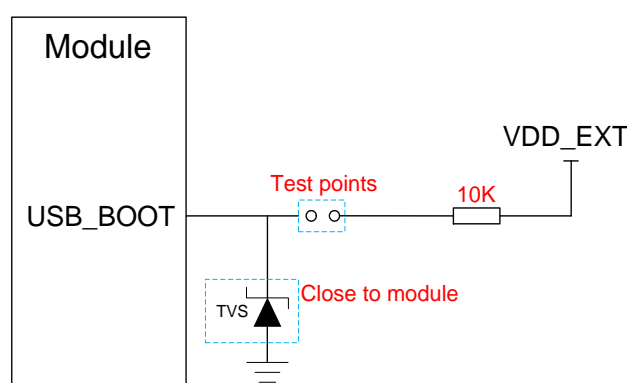 Module
VDD_EXT
Test points
10K
USB_BOOT
Close to module
TVS